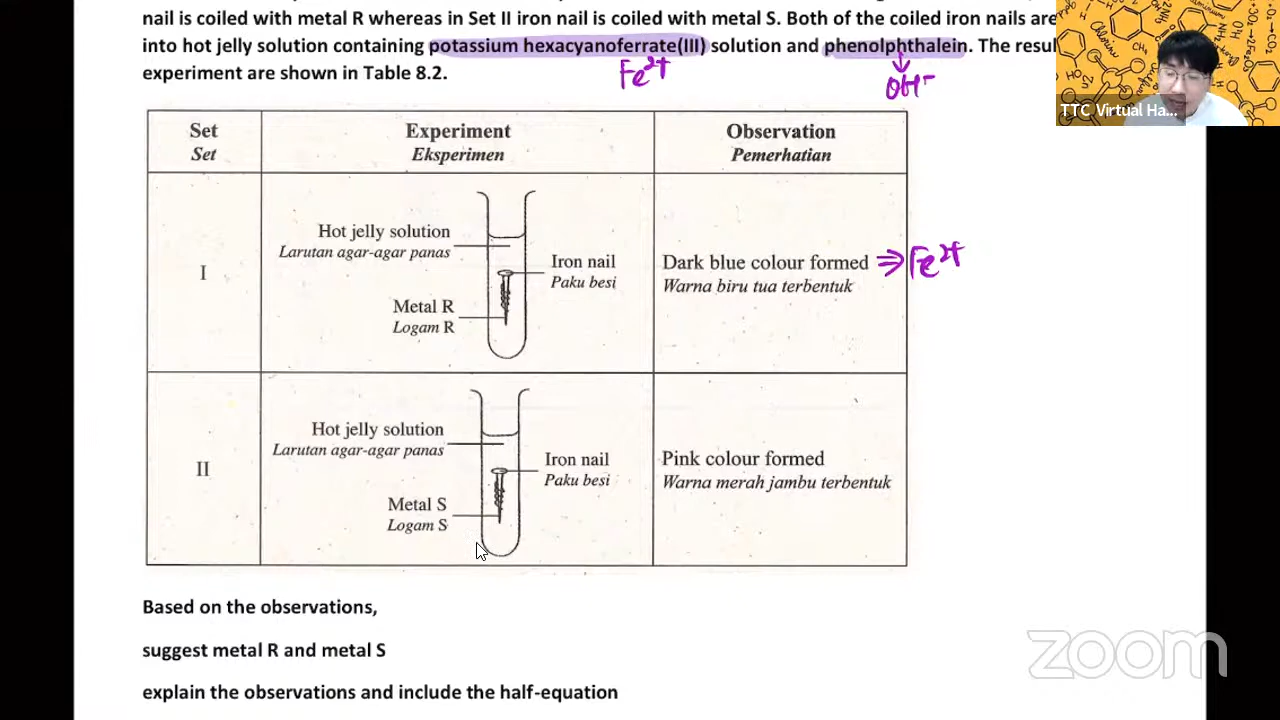 nail is coiled with metal R whereas in Set II iron nail is coiled with metal S. Both of the coiled iron nails are
into hot jelly solution containing potassium hexacyanoferrate(III) solution and phenolphthalein. The resu
experiment are shown in Table 8.2.
Fe²⁺
OH⁻
TTC Virtual Ha...
Set
Set
Experiment
Eksperimen
Observation
Pemerhatian
I
Hot jelly solution
Larutan agar-agar panas
Iron nail
Paku besi
Metal R
Logam R
Dark blue colour formed ⇒ Fe²⁺
Warna biru tua terbentuk
II
Hot jelly solution
Larutan agar-agar panas
Iron nail
Paku besi
Metal S
Logam S
Pink colour formed
Warna merah jambu terbentuk
Based on the observations,
suggest metal R and metal S
explain the observations and include the half-equation
zoom